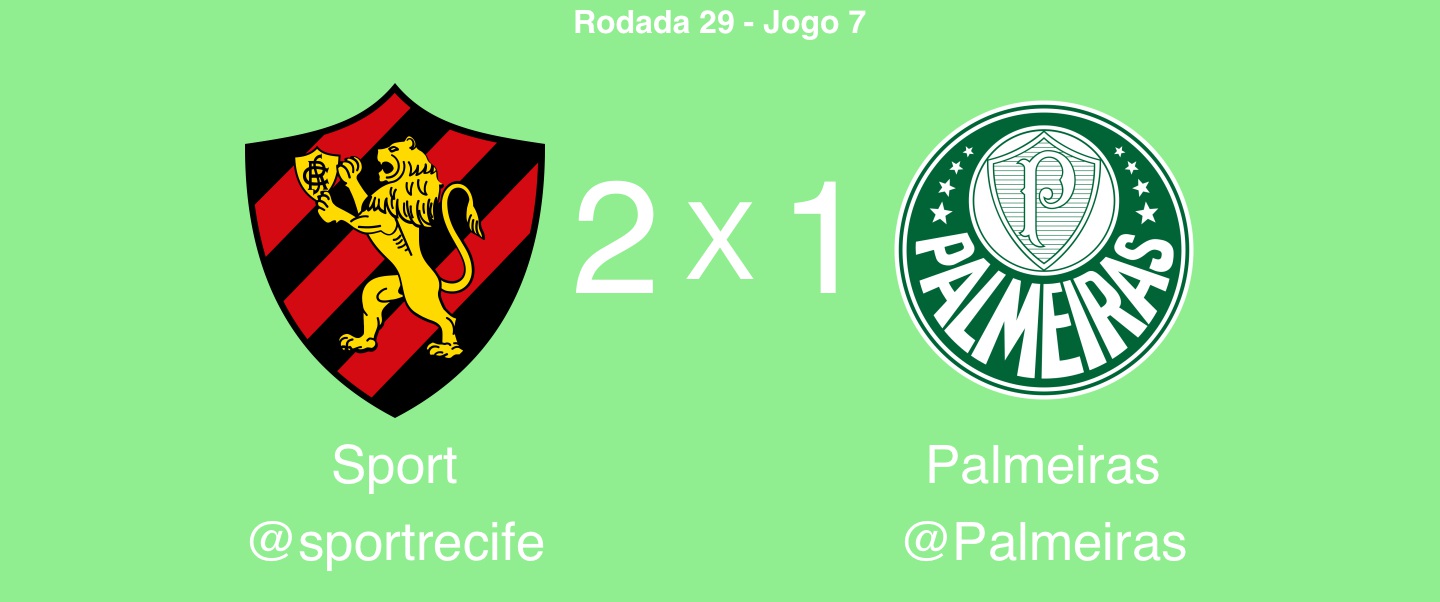 Rodada 29 - Jogo 7
2 x 1
P
PALMEIRAS
Sport
Palmeiras
@sportrecife
@Palmeiras